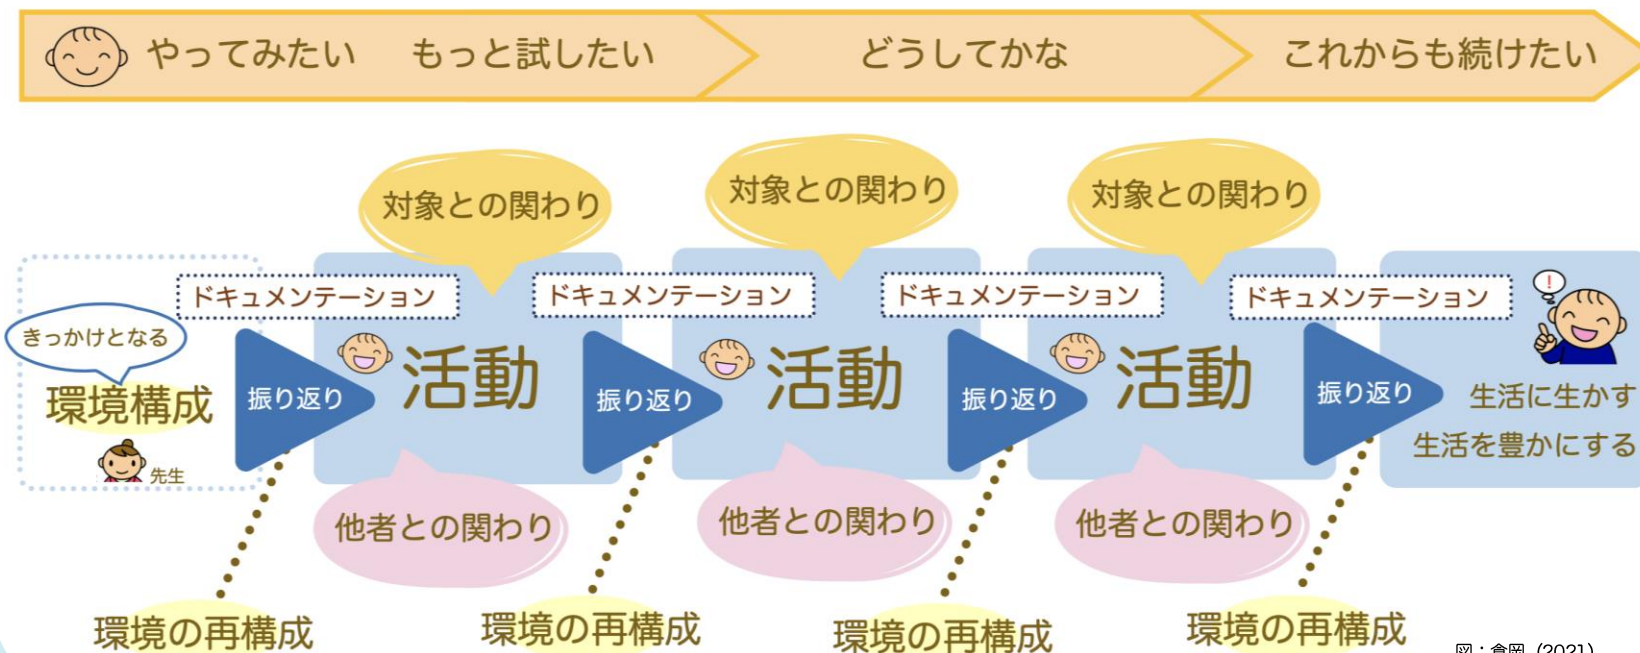 やってみたい もっと試したい どうしてかな これからも続けたい
対象との関わり 対象との関わり 対象との関わり
ドキュメンテーション ドキュメンテーション ドキュメンテーション ドキュメンテーション
きっかけとなる
環境構成
先生
振り返り 活動 振り返り 活動 振り返り 活動 振り返り
!
生活に生かす
生活を豊かにする
他者との関わり 他者との関わり 他者との関わり
環境の再構成 環境の再構成 環境の再構成 環境の再構成
図：倉岡 (2021)